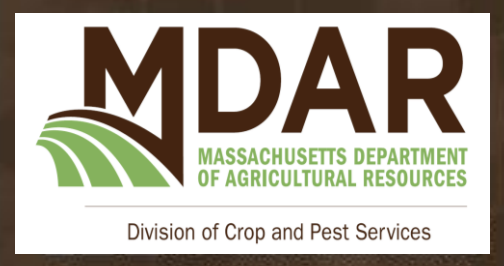 MDAR
MASSACHUSETTS DEPARTMENT
OF AGRICULTURAL RESOURCES
Division of Crop and Pest Services